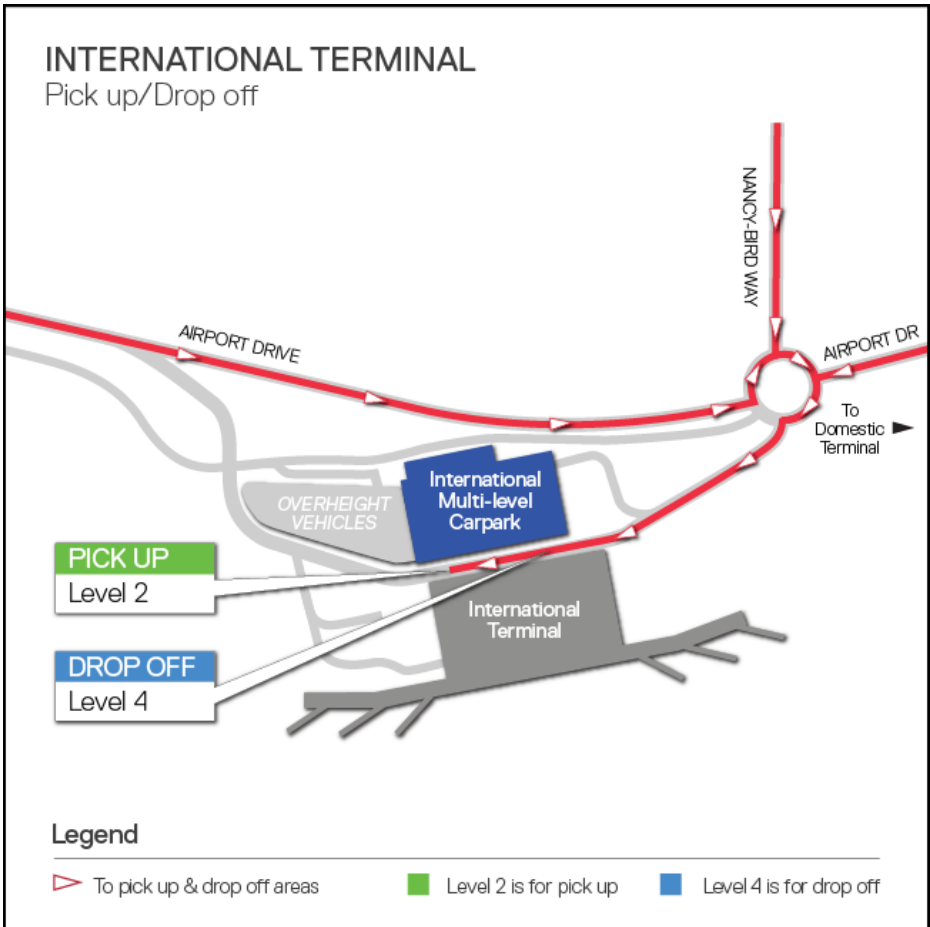 INTERNATIONAL TERMINAL
Pick up/Drop off
NANCY-BIRD WAY
AIRPORT DRIVE
AIRPORT DR
To
Domestic
Terminal
International
Multi-level
Carpark
OVERHEIGHT
VEHICLES
PICK UP
Level 2
International
Terminal
DROP OFF
Level 4
Legend
To pick up & drop off areas
Level 2 is for pick up
Level 4 is for drop off